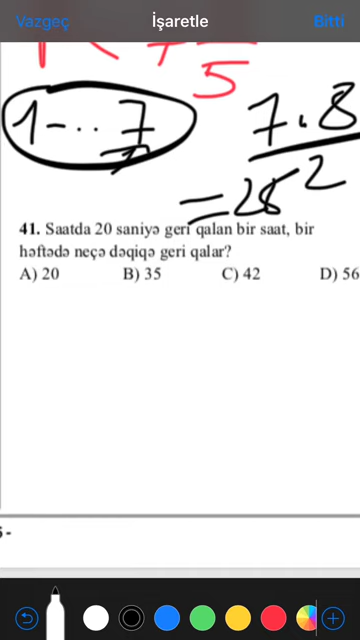 Vazgeç İşaretle Bitti
5
1-..7 7.8
=28 2
41. Saatda 20 saniyə geri qalan bir saat, bir
həftədə neçə dəqiqə geri qalar?
A) 20 B) 35 C) 42 D) 56